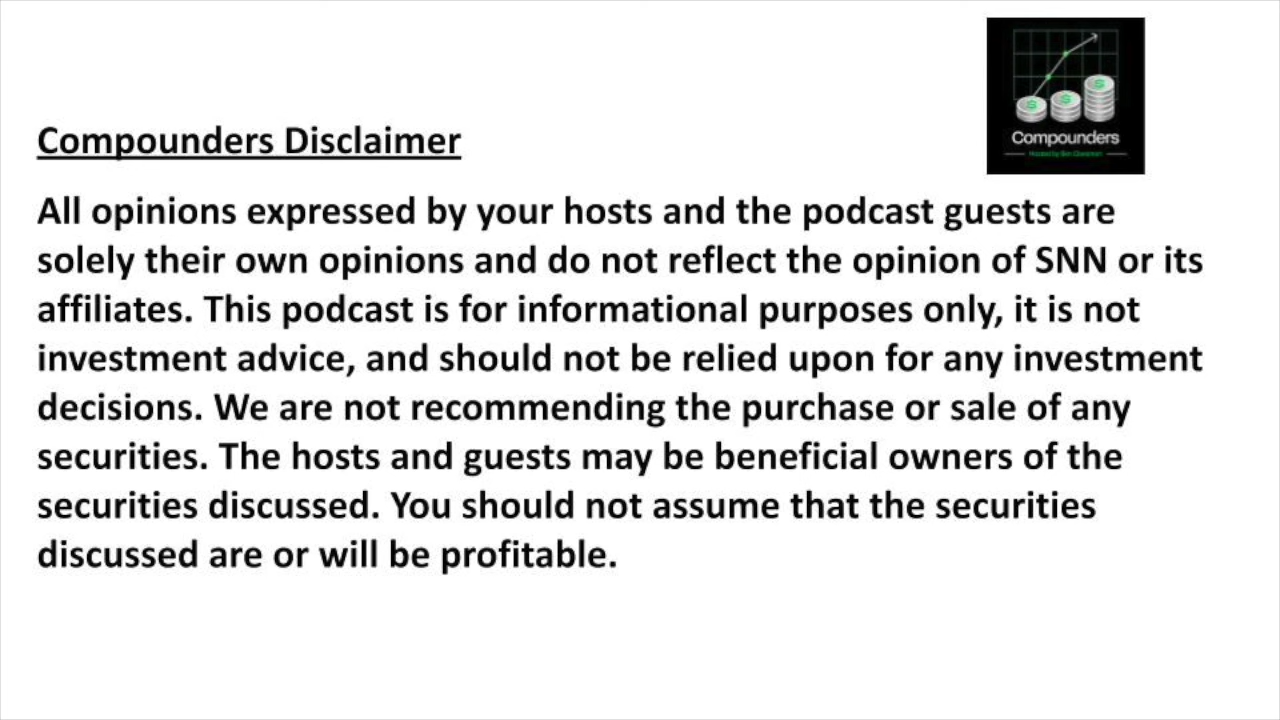 Compounders
Hosted by Ben Claremon
Compounders Disclaimer
All opinions expressed by your hosts and the podcast guests are
solely their own opinions and do not reflect the opinion of SNN or its
affiliates. This podcast is for informational purposes only, it is not
investment advice, and should not be relied upon for any investment
decisions. We are not recommending the purchase or sale of any
securities. The hosts and guests may be beneficial owners of the
securities discussed. You should not assume that the securities
discussed are or will be profitable.